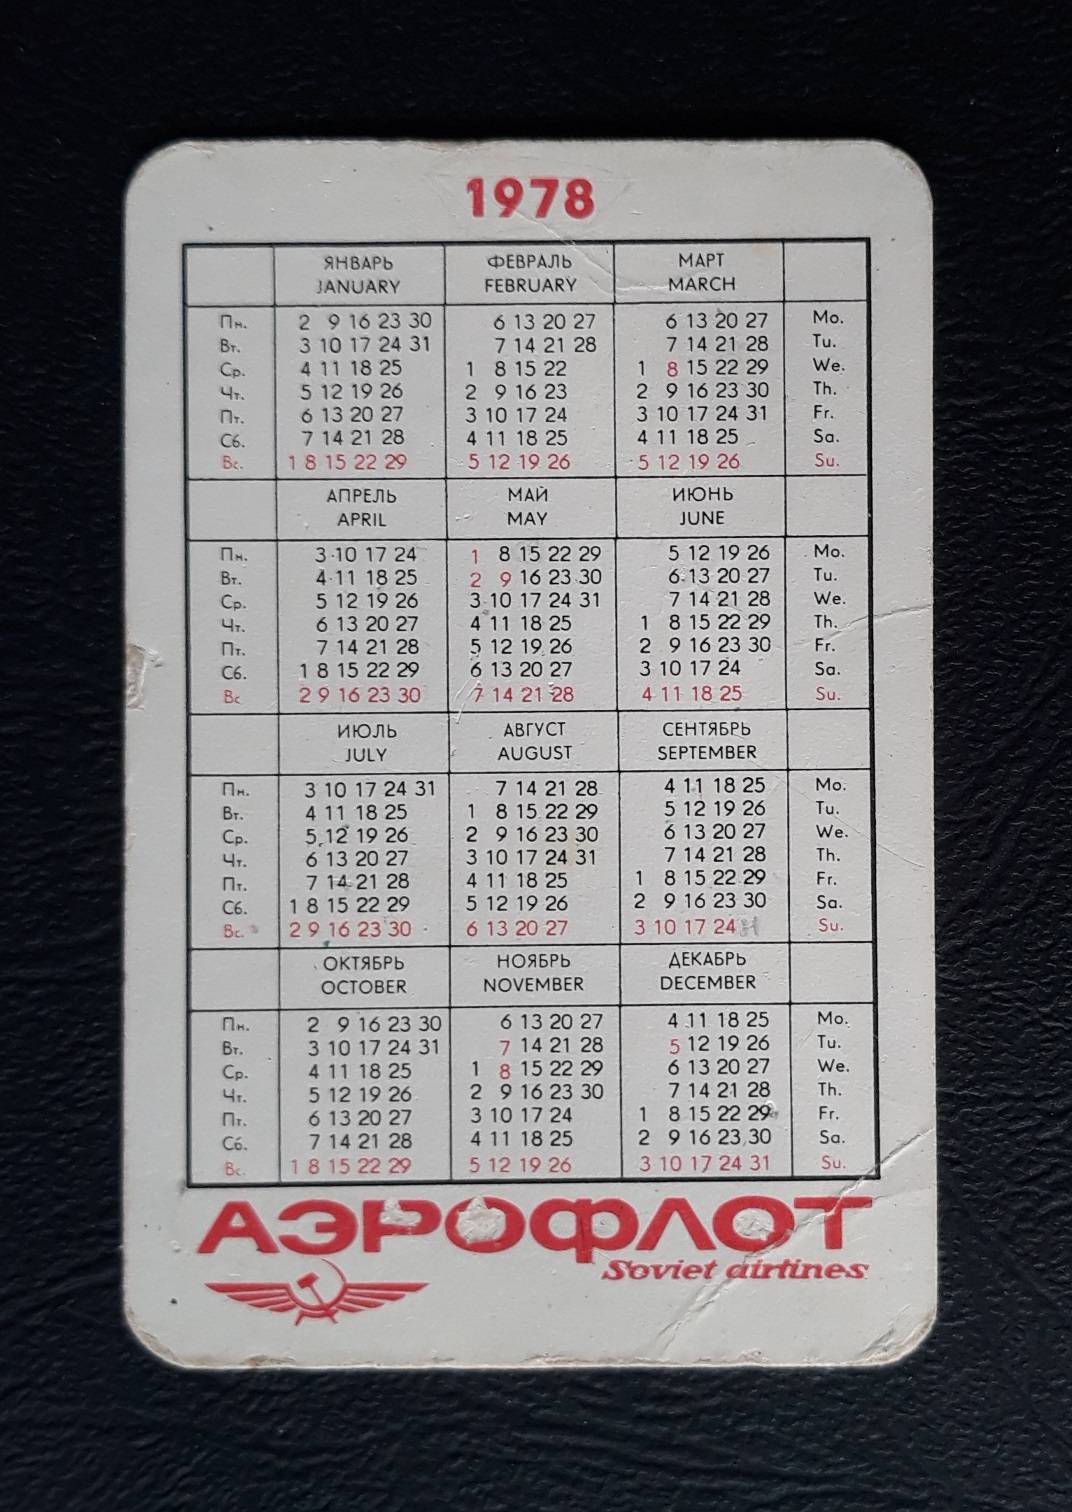 1978
ЯНВАРЬ ФЕВРАЛЬ МАРТ
JANUARY FEBRUARY MARCH
Пн. 2 9 16 23 30 6 13 20 27 6 13 20 27 Mo.
Вт. 3 10 17 24 31 7 14 21 28 7 14 21 28 Tu.
Ср. 4 11 18 25 1 8 15 22 1 8 15 22 29 We.
Чт. 5 12 19 26 2 9 16 23 2 9 16 23 30 Th.
Пт. 6 13 20 27 3 10 17 24 3 10 17 24 31 Fr.
Сб. 7 14 21 28 4 11 18 25 4 11 18 25 Sa.
Вс. 1 8 15 22 29 5 12 19 26 5 12 19 26 Su.
АПРЕЛЬ МАЙ ИЮНЬ
APRIL MAY JUNE
Пн. 3 10 17 24 1 8 15 22 29 5 12 19 26 Mo.
Вт. 4 11 18 25 2 9 16 23 30 6 13 20 27 Tu.
Ср. 5 12 19 26 3 10 17 24 31 7 14 21 28 We.
Чт. 6 13 20 27 4 11 18 25 1 8 15 22 29 Th.
Пт. 7 14 21 28 5 12 19 26 2 9 16 23 30 Fr.
Сб. 1 8 15 22 29 6 13 20 27 3 10 17 24 Sa.
Вс 2 9 16 23 30 7 14 21 28 4 11 18 25 Su.
ИЮЛЬ АВГУСТ СЕНТЯБРЬ
JULY AUGUST SEPTEMBER
Пн. 3 10 17 24 31 7 14 21 28 4 11 18 25 Mo.
Вт. 4 11 18 25 1 8 15 22 29 5 12 19 26 Tu.
Ср. 5 12 19 26 2 9 16 23 30 6 13 20 27 We.
Чт. 6 13 20 27 3 10 17 24 31 7 14 21 28 Th.
Пт. 7 14 21 28 4 11 18 25 1 8 15 22 29 Fr.
Сб. 1 8 15 22 29 5 12 19 26 2 9 16 23 30 Sa.
Вс. 2 9 16 23 30 6 13 20 27 3 10 17 24 Su.
ОКТЯБРЬ НОЯБРЬ ДЕКАБРЬ
OCTOBER NOVEMBER DECEMBER
Пн. 2 9 16 23 30 6 13 20 27 4 11 18 25 Mo.
Вт. 3 10 17 24 31 7 14 21 28 5 12 19 26 Tu.
Ср. 4 11 18 25 1 8 15 22 29 6 13 20 27 We.
Чт. 5 12 19 26 2 9 16 23 30 7 14 21 28 Th.
Пт. 6 13 20 27 3 10 17 24 1 8 15 22 29 Fr.
Сб. 7 14 21 28 4 11 18 25 2 9 16 23 30 Sa.
Вс. 1 8 15 22 29 5 12 19 26 3 10 17 24 31 Su.
АЭРОФЛОТ
Soviet airlines